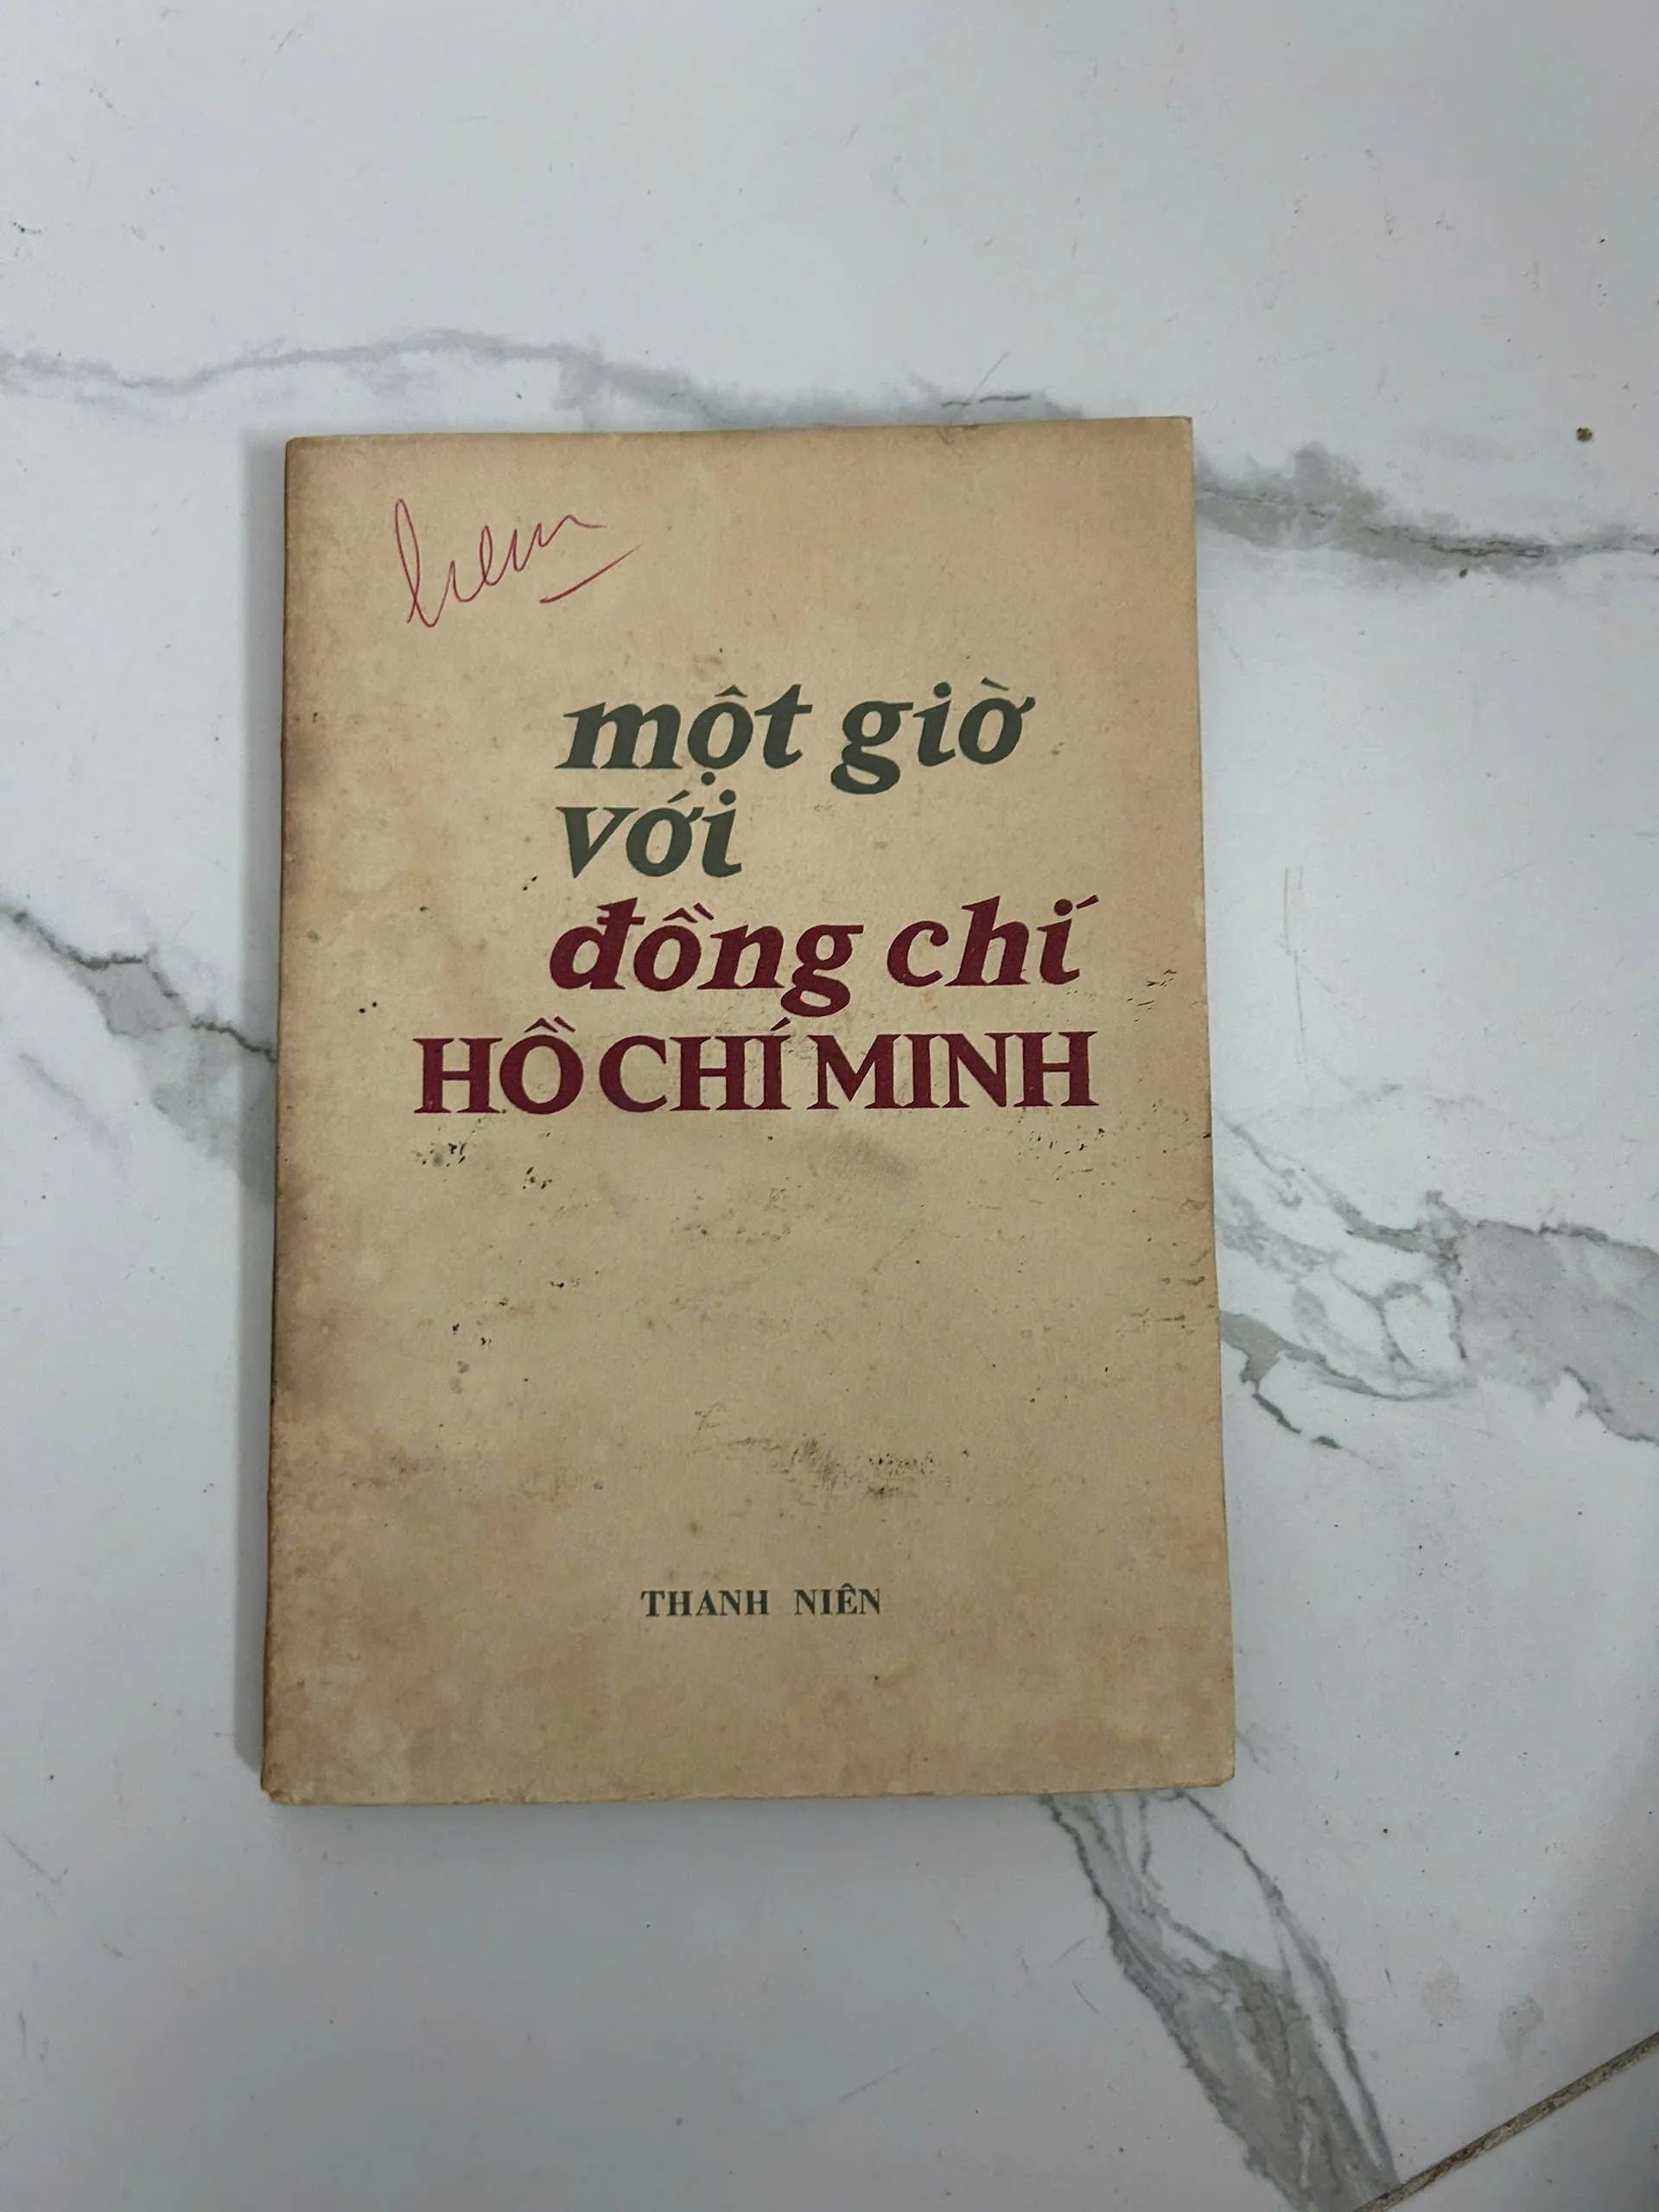 một giờ
với
đồng chí
HỒ CHÍ MINH
THANH NIÊN